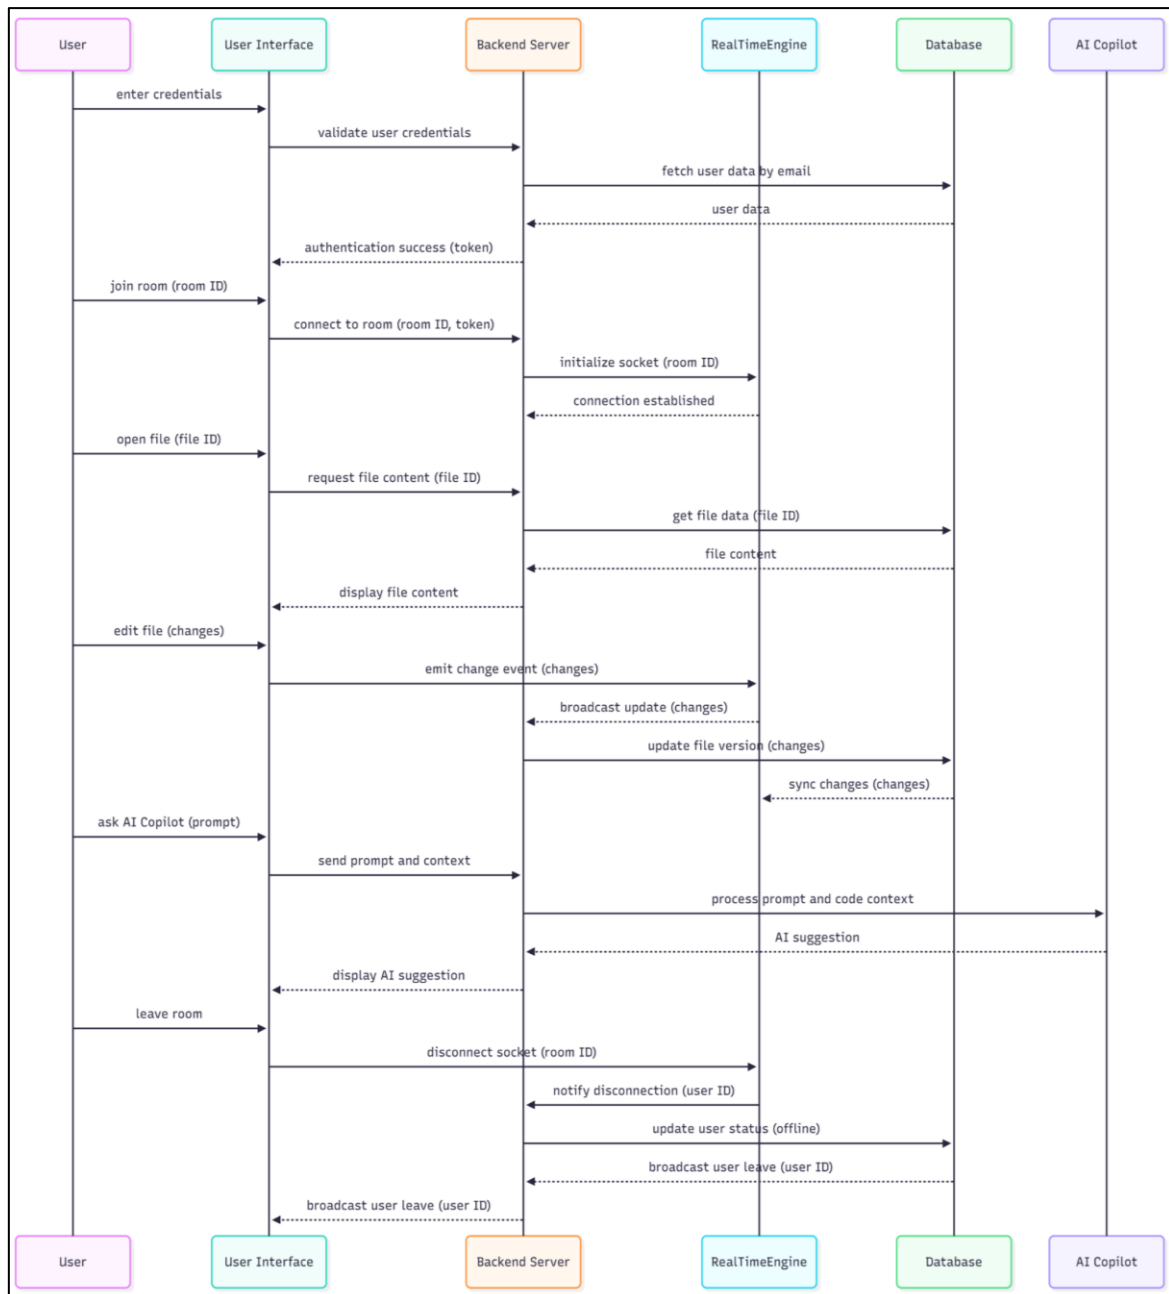 User
User Interface
Backend Server
RealTimeEngine
Database
AI Copilot
enter credentials
validate user credentials
fetch user data by email
user data
authentication success (token)
join room (room ID)
connect to room (room ID, token)
initialize socket (room ID)
connection established
open file (file ID)
request file content (file ID)
get file data (file ID)
file content
display file content
edit file (changes)
emit change event (changes)
broadcast update (changes)
update file version (changes)
sync changes (changes)
ask AI Copilot (prompt)
send prompt and context
process prompt and code context
AI suggestion
display AI suggestion
leave room
disconnect socket (room ID)
notify disconnection (user ID)
update user status (offline)
broadcast user leave (user ID)
broadcast user leave (user ID)
User
User Interface
Backend Server
RealTimeEngine
Database
AI Copilot